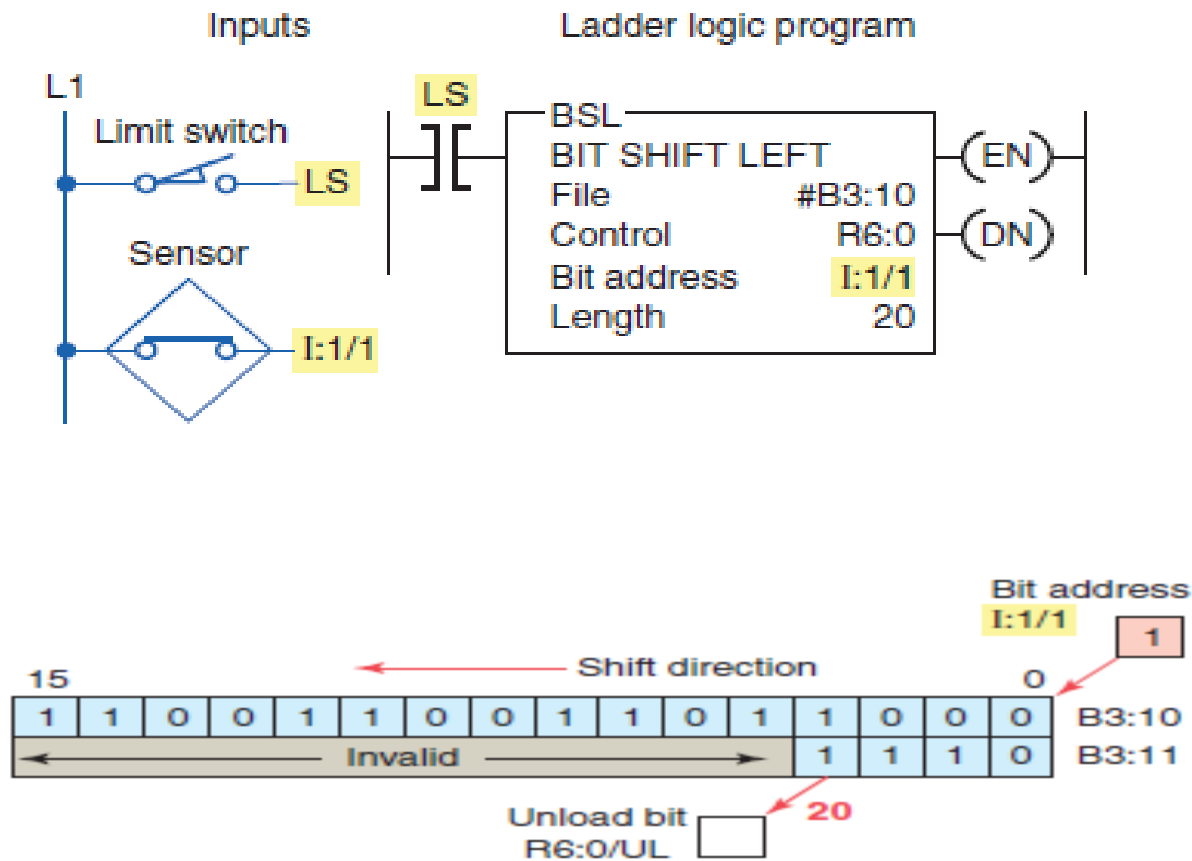 Inputs
Ladder logic program
L1
Limit switch
LS
Sensor
I:1/1
LS
BSL
BIT SHIFT LEFT
File #B3:10
Control R6:0
Bit address I:1/1
Length 20
EN
DN
Bit address
I:1/1
1
Shift direction
15 0
1 1 0 0 1 1 0 0 1 1 0 1 1 0 0 0 B3:10
Invalid 1 1 1 0 B3:11
Unload bit
R6:0/UL
20